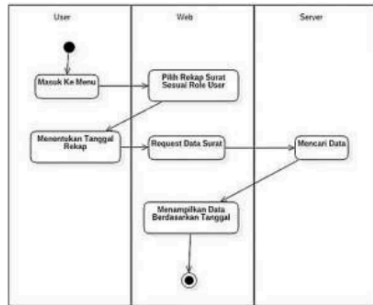 User
Web
Server
Masuk Ke Menu
Pilih Rekap Surat
Sesuai Role User
Menentukan Tanggal
Rekap
Request Data Surat
Mencari Data
Menampilkan Data
Berdasarkan Tanggal